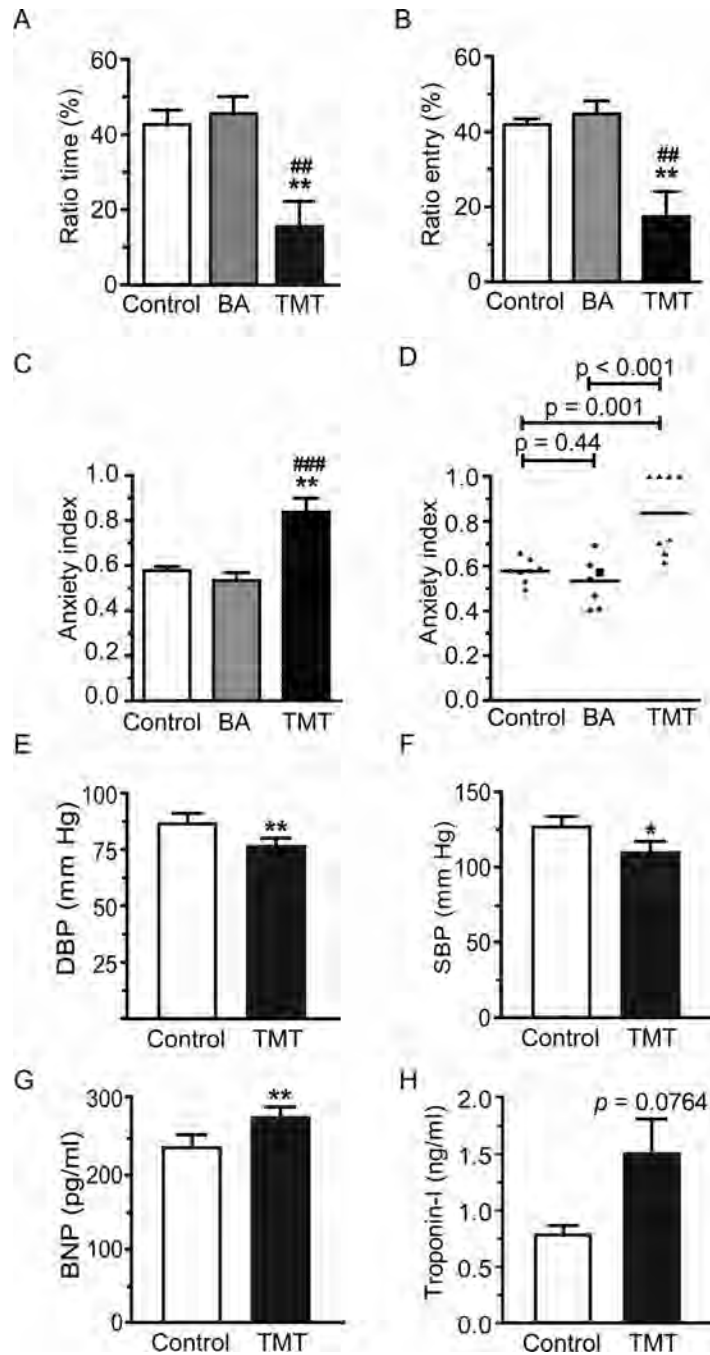 A
Ratio time (%)
60
40
20
0
##
**
Control BA TMT
B
Ratio entry (%)
60
40
20
0
##
**
Control BA TMT
C
Anxiety index
1.0
0.8
0.6
0.4
0.2
0.0
###
**
Control BA TMT
D
p < 0.001
p = 0.001
p = 0.44
Anxiety index
1.0
0.8
0.6
0.4
0.2
0.0
Control BA TMT
E
DBP (mm Hg)
100
75
50
25
**
Control TMT
F
SBP (mm Hg)
150
100
50
0
*
Control TMT
G
BNP (pg/ml)
300
200
100
0
**
Control TMT
H
Troponin-I (ng/ml)
2.0
1.5
1.0
0.5
0.0
p = 0.0764
Control TMT